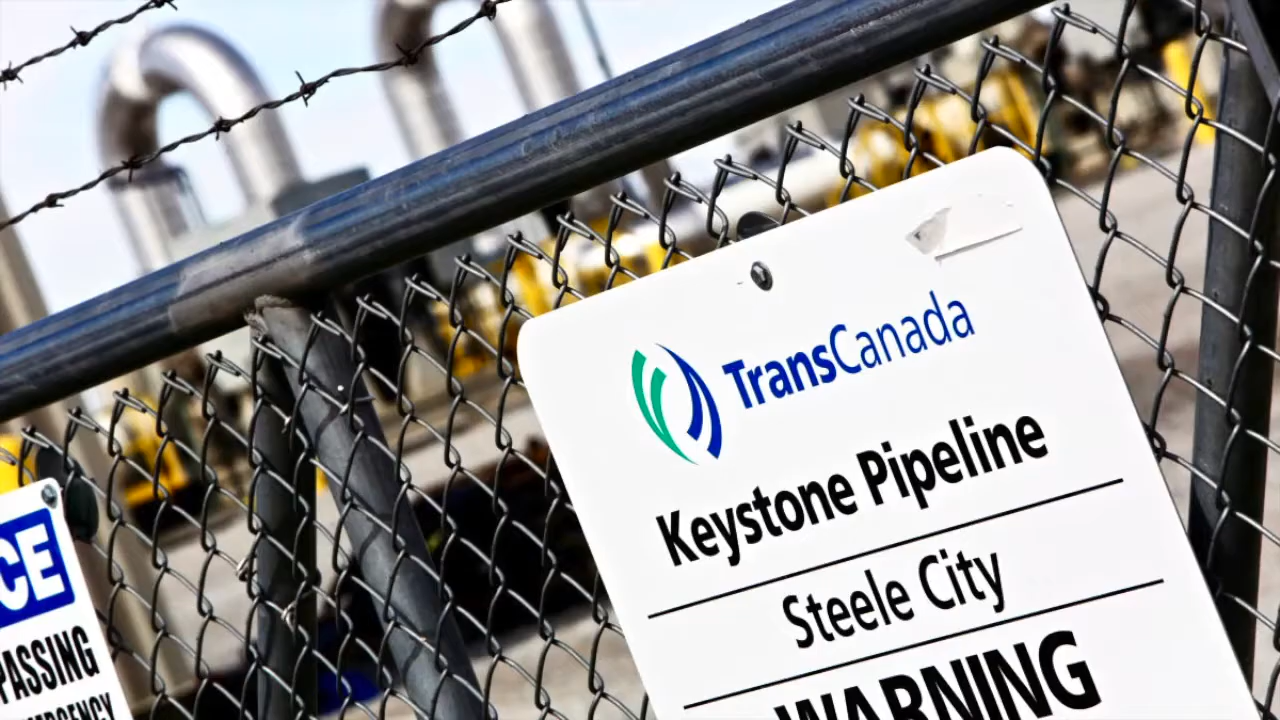 TransCanada
Keystone Pipeline
Steele City
WARNING
CE
PASSING